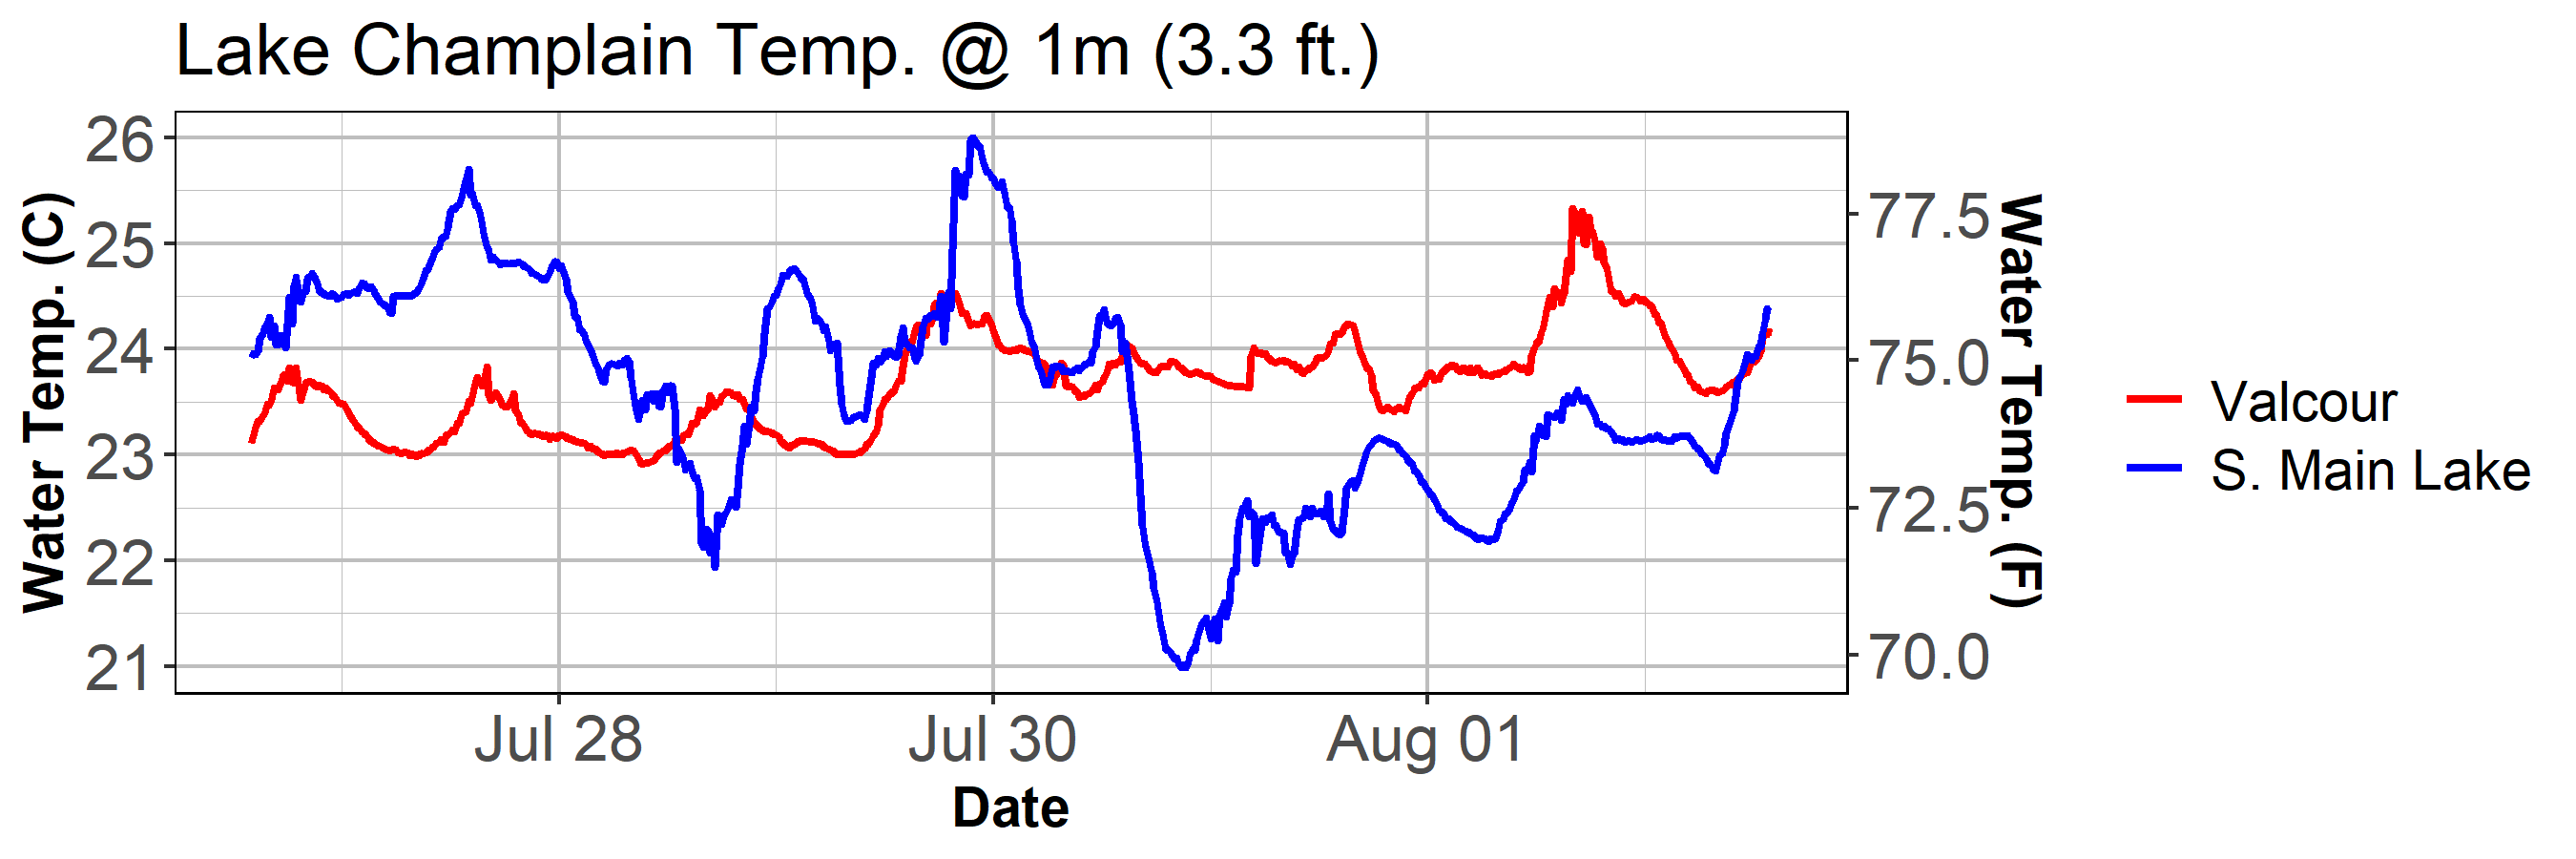 Lake Champlain Temp. @ 1m (3.3 ft.)
Water Temp. (C)
26
25
24
23
22
21
77.5
75.0
72.5
70.0
Water Temp. (F)
Jul 28
Jul 30
Aug 01
Date
Valcour
S. Main Lake